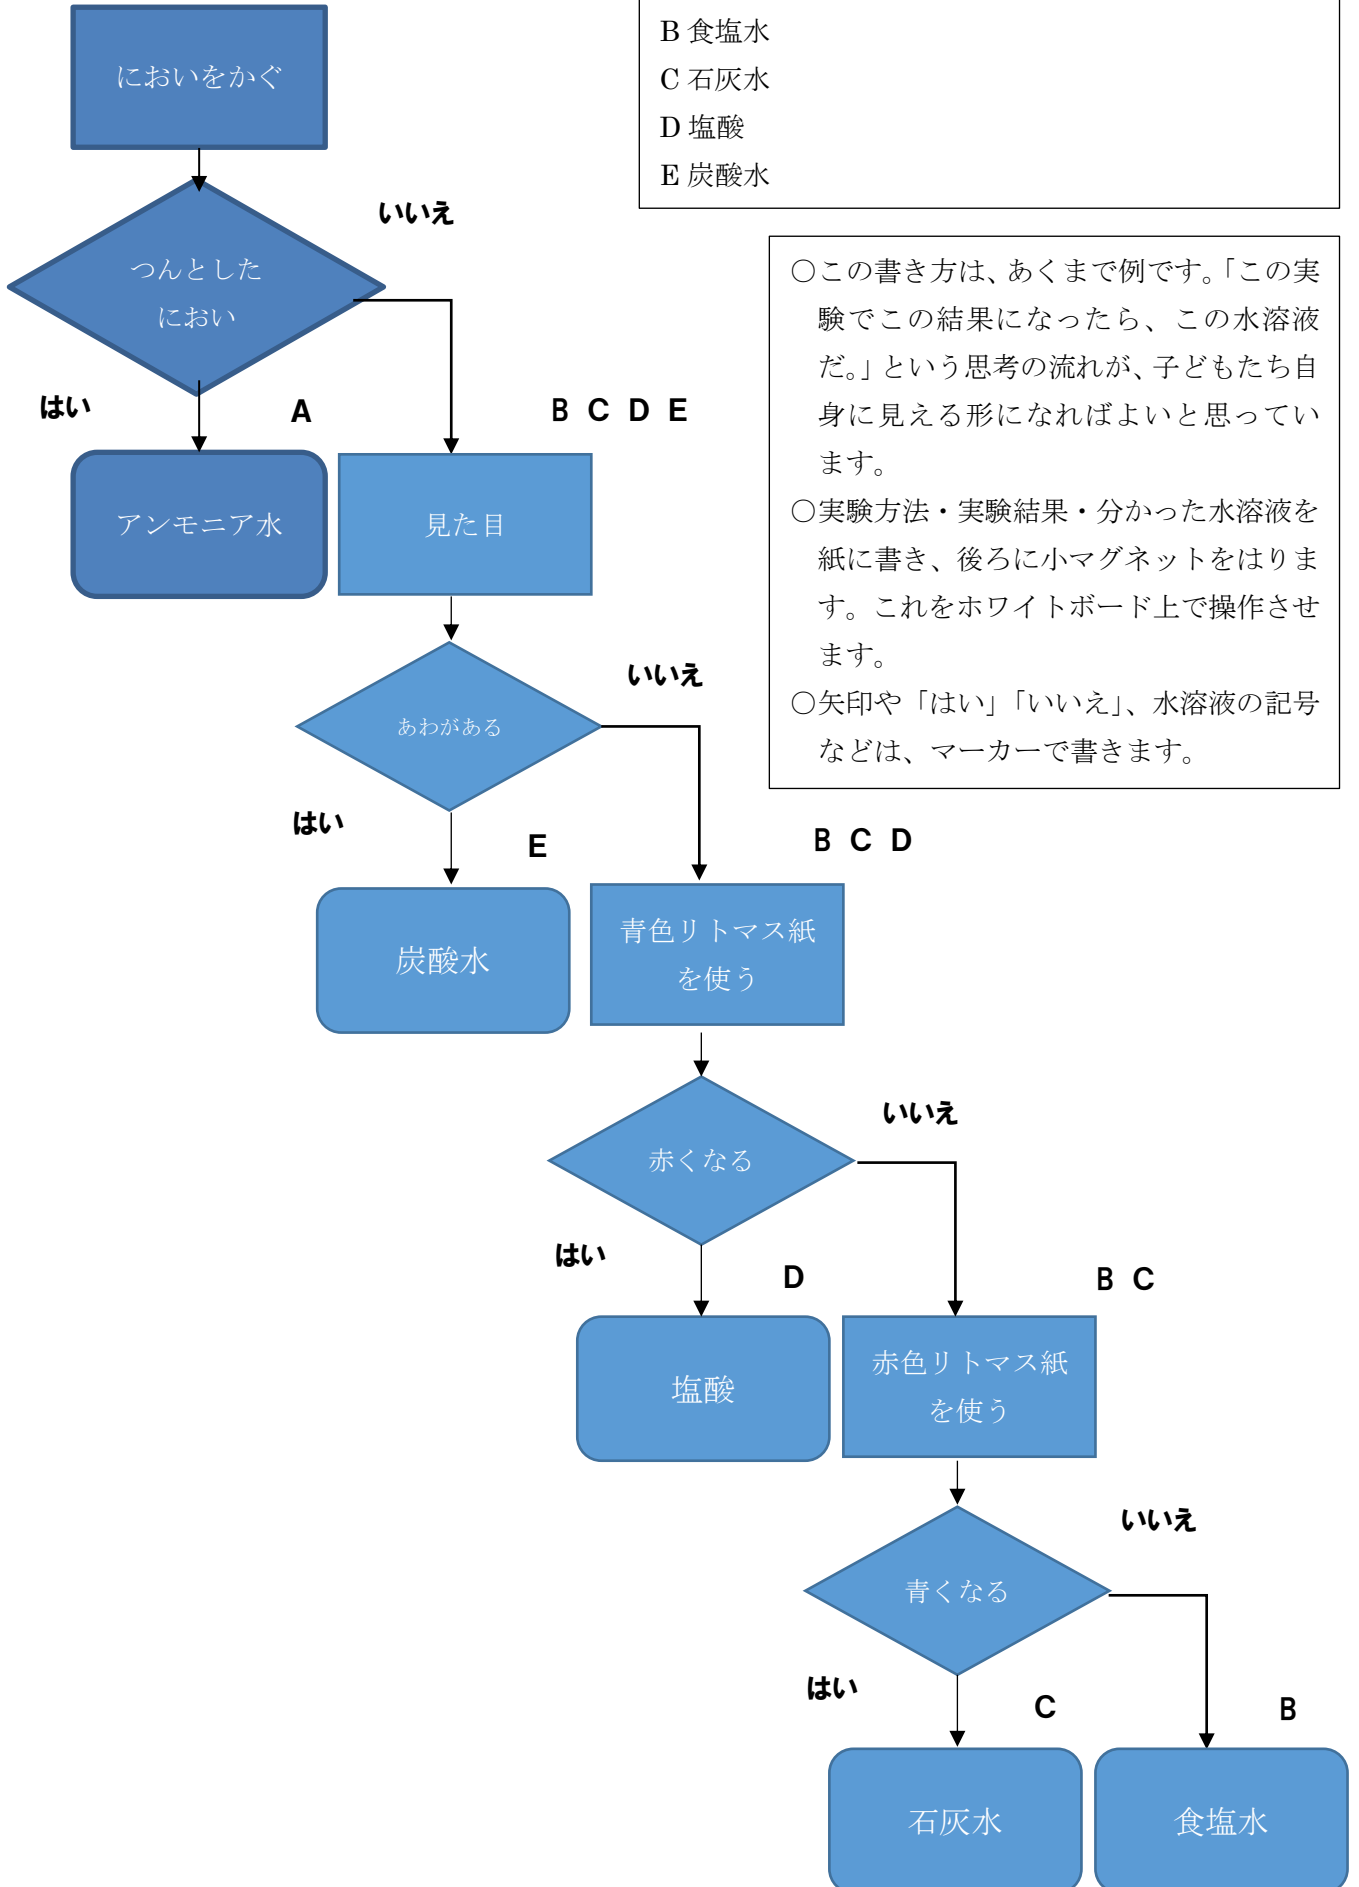 B 食塩水
C 石灰水
D 塩酸
E 炭酸水
においをかぐ
いいえ
つんとした
におい
はい
A
B C D E
○この書き方は、あくまで例です。「この実
験でこの結果になったら、この水溶液
だ。」という思考の流れが、子どもたち自
身に見える形になればよいと思ってい
ます。
○実験方法・実験結果・分かった水溶液を
紙に書き、後ろに小マグネットをはりま
す。これをホワイトボード上で操作させ
ます。
○矢印や「はい」「いいえ」、水溶液の記号
などは、マーカーで書きます。
アンモニア水
見た目
いいえ
あわがある
はい
E
B C D
炭酸水
青色リトマス紙
を使う
いいえ
赤くなる
はい
D
B C
塩酸
赤色リトマス紙
を使う
いいえ
青くなる
はい
C
B
石灰水
食塩水